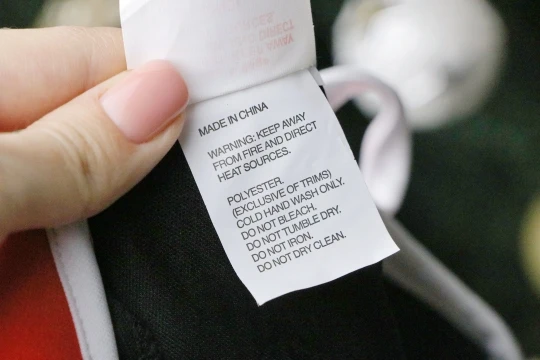 MADE IN CHINA
WARNING: KEEP AWAY
FROM FIRE AND DIRECT
HEAT SOURCES.
POLYESTER.
(EXCLUSIVE OF TRIMS)
COLD HAND WASH ONLY.
DO NOT BLEACH.
DO NOT TUMBLE DRY.
DO NOT IRON.
DO NOT DRY CLEAN.